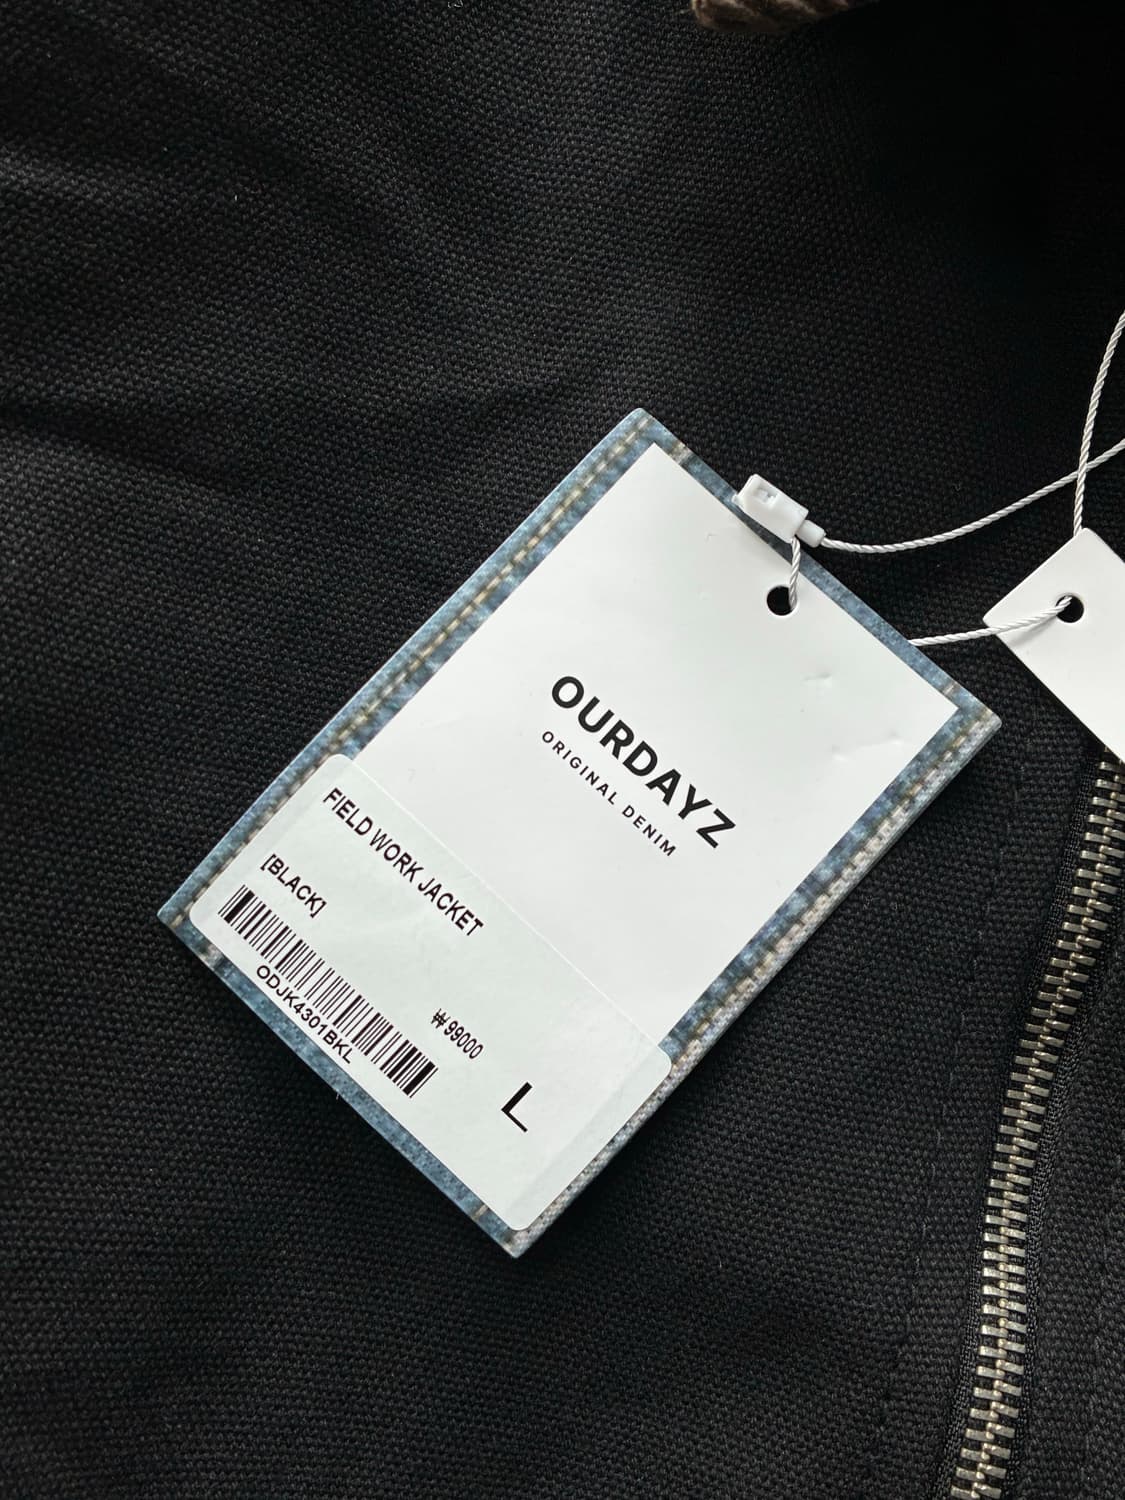 OURDAYZ
ORIGINAL DENIM
FIELD WORK JACKET
[BLACK]
ODJK4301BKL
₩99000
L